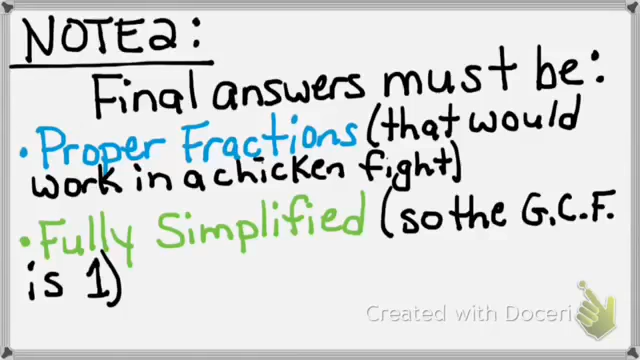 NOTE2:
Final answers must be:
• Proper Fractions (that would
work in a chicken fight)
• Fully Simplified (so the G.C.F.
is 1)
Created with Doceri